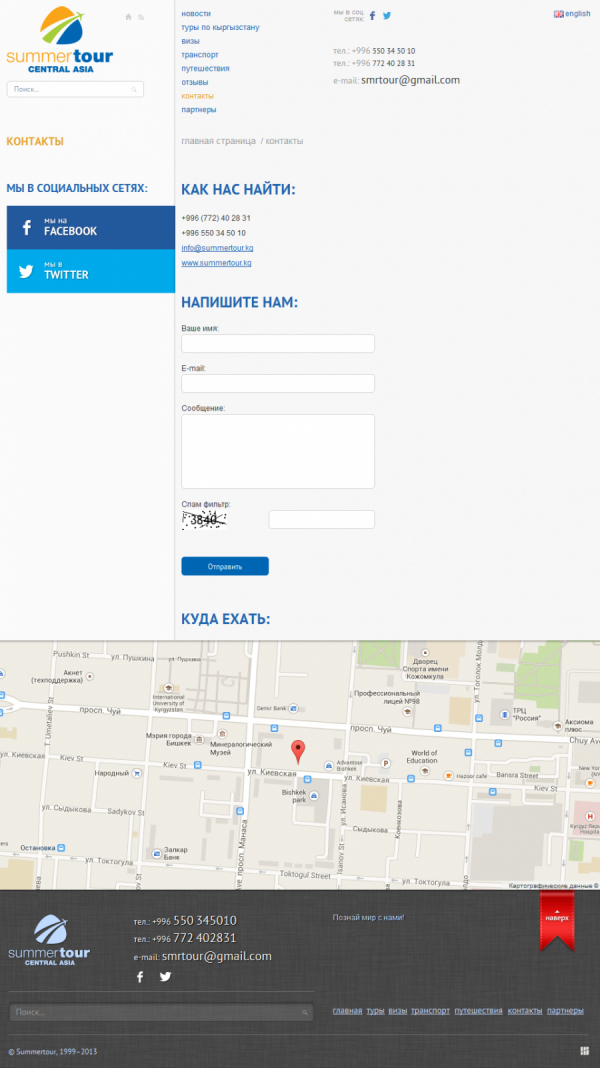 summertour
CENTRAL ASIA
Поиск...
новости
туры по кыргызстану
визы
транспорт
путешествия
отзывы
контакты
партнеры
мы в соц.
сетях:
english
тел.: +996 550 34 50 10
тел.: +996 772 40 28 31
e-mail: smrtour@gmail.com
КОНТАКТЫ
главная страница / контакты
МЫ В СОЦИАЛЬНЫХ СЕТЯХ:
мы на
FACEBOOK
мы в
TWITTER
КАК НАС НАЙТИ:
+996 (772) 40 28 31
+996 550 34 50 10
info@summertour.kg
www.summertour.kg
НАПИШИТЕ НАМ:
Ваше имя:
E-mail:
Сообщение:
Спам фильтр:
3840
Отправить
КУДА ЕХАТЬ:
Pushkin St
ул. Пушкина
ул. Пушкина
Акнет
(техподдержка)
T. Umetaliev St
International
University of
Kyrgyzstan
просп. Чуй
Demir Bank
Дворец
Спорта имени
Кожомкула
Профессиональный
лицей №98
ул. Тоголок Молдо
ТРЦ
"Россия"
Аксиома
плюс
просп. Чуй
Chuy Ave
Мэрия города
Бишкек
Минералогический
Музей
ул. Киевская
Kiev St
Народный
ул. Киевская
Advantour
Bishkek
World of
Education
ул. Киевская
Hazoor cafe
Bansra Street
Kiev St
Bishkek
park
ул. Исанова
Коенкозова
ул. Сыдыкова
Sadykov St
Сыдыкова
Остановка
Залкар
Банк
просп. Манаса
Isanov St
ул. Токтогула
Toktogul Street
ул. Токтогула
Картографические данные ©
summertour
CENTRAL ASIA
тел.: +996 550 345010
тел.: +996 772 402831
e-mail: smrtour@gmail.com
Познай мир с нами!
наверх
Поиск...
главная туры визы транспорт путешествия контакты партнеры
© Summertour, 1999–2013